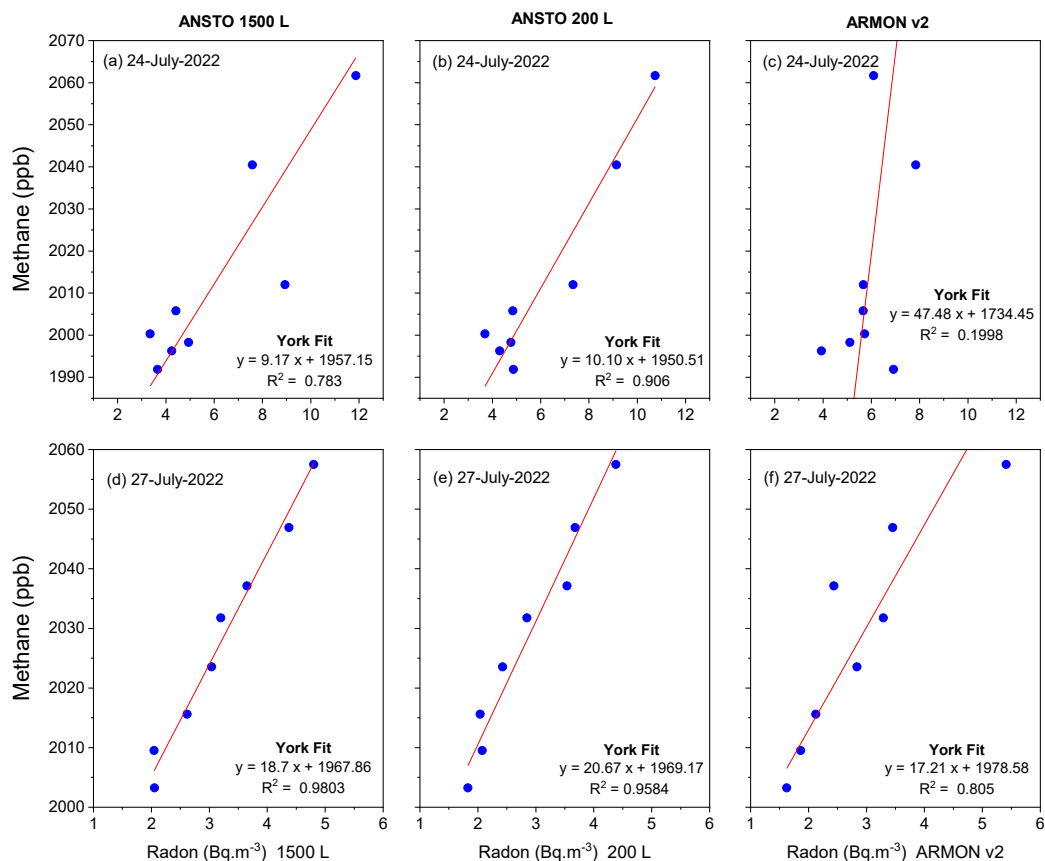 ANSTO 1500 L
ANSTO 200 L
ARMON v2
Methane (ppb)
2070
2060
2050
2040
2030
2020
2010
2000
1990
(a) 24-July-2022
York Fit
y = 9.17 x + 1957.15
R² = 0.783
2 4 6 8 10 12
(b) 24-July-2022
York Fit
y = 10.10 x + 1950.51
R² = 0.906
2 4 6 8 10 12
(c) 24-July-2022
York Fit
y = 47.48 x + 1734.45
R² = 0.1998
2 4 6 8 10 12
Methane (ppb)
2060
2050
2040
2030
2020
2010
2000
(d) 27-July-2022
York Fit
y = 18.7 x + 1967.86
R² = 0.9803
1 2 3 4 5 6
Radon (Bq.m⁻³) 1500 L
(e) 27-July-2022
York Fit
y = 20.67 x + 1969.17
R² = 0.9584
1 2 3 4 5 6
Radon (Bq.m⁻³) 200 L
(f) 27-July-2022
York Fit
y = 17.21 x + 1978.58
R² = 0.805
1 2 3 4 5 6
Radon (Bq.m⁻³) ARMON v2